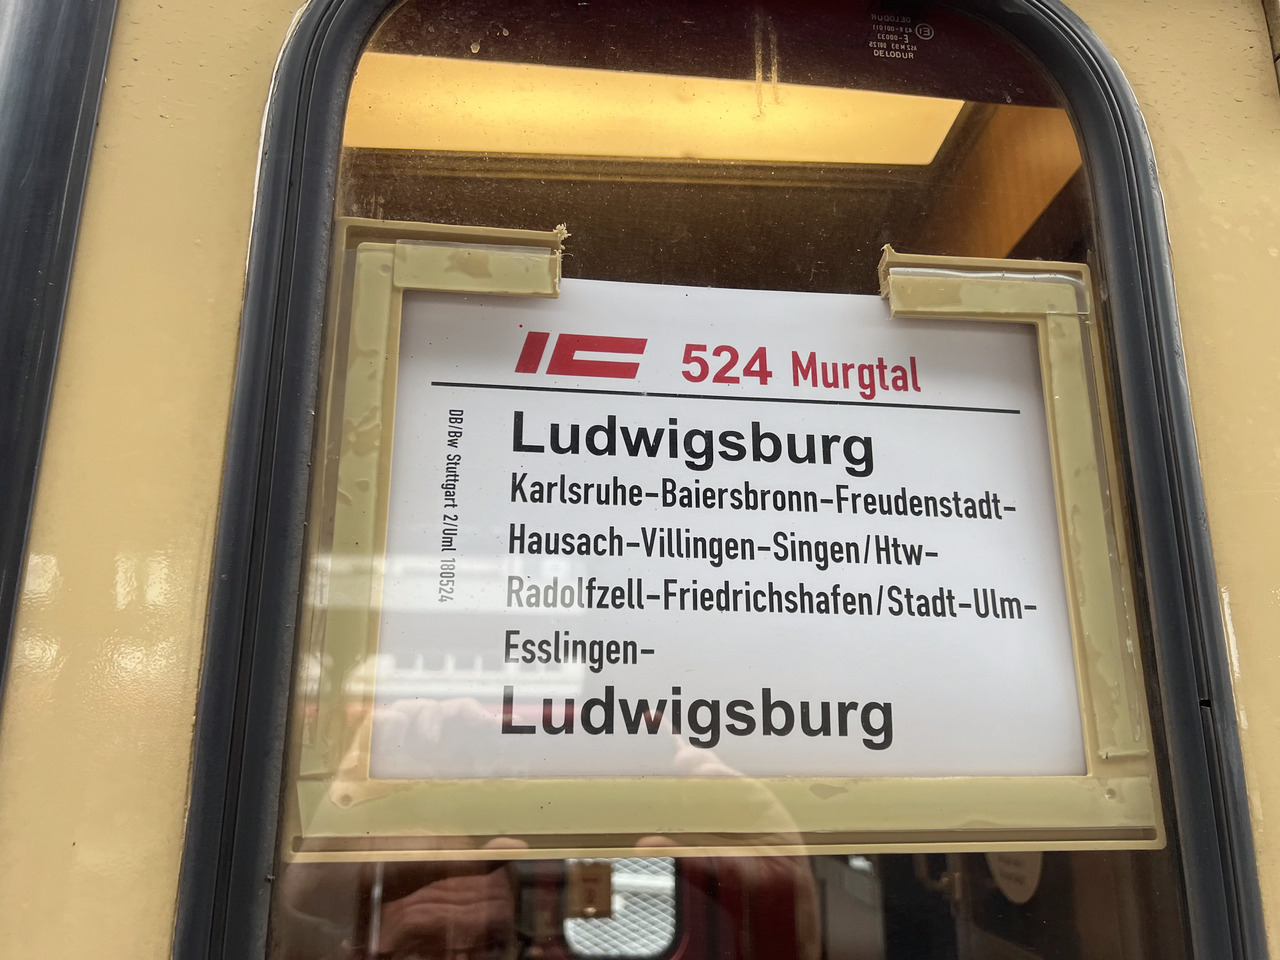 DELODUR
IC 524 Murgtal
Ludwigsburg
Karlsruhe-Baiersbronn-Freudenstadt-
Hausach-Villingen-Singen/Htw-
Radolfzell-Friedrichshafen/Stadt-Ulm-
Esslingen-
Ludwigsburg
DB/Bw Stuttgart 2/Uml 180524